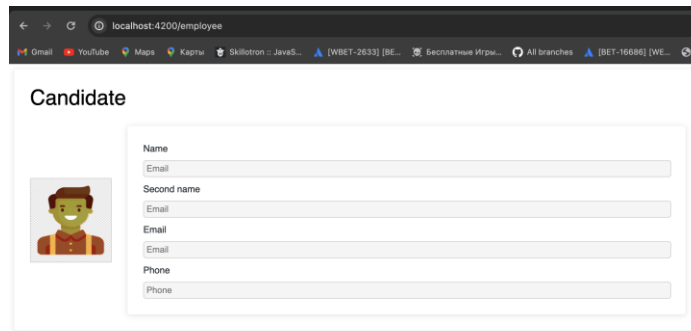 localhost:4200/employee
Gmail YouTube Maps Карты Skillotron :: JavaS... [WBET-2633] [BE... Бесплатные Игры... All branches [BET-16686] [WE...
Candidate
Name
Email
Second name
Email
Email
Email
Phone
Phone